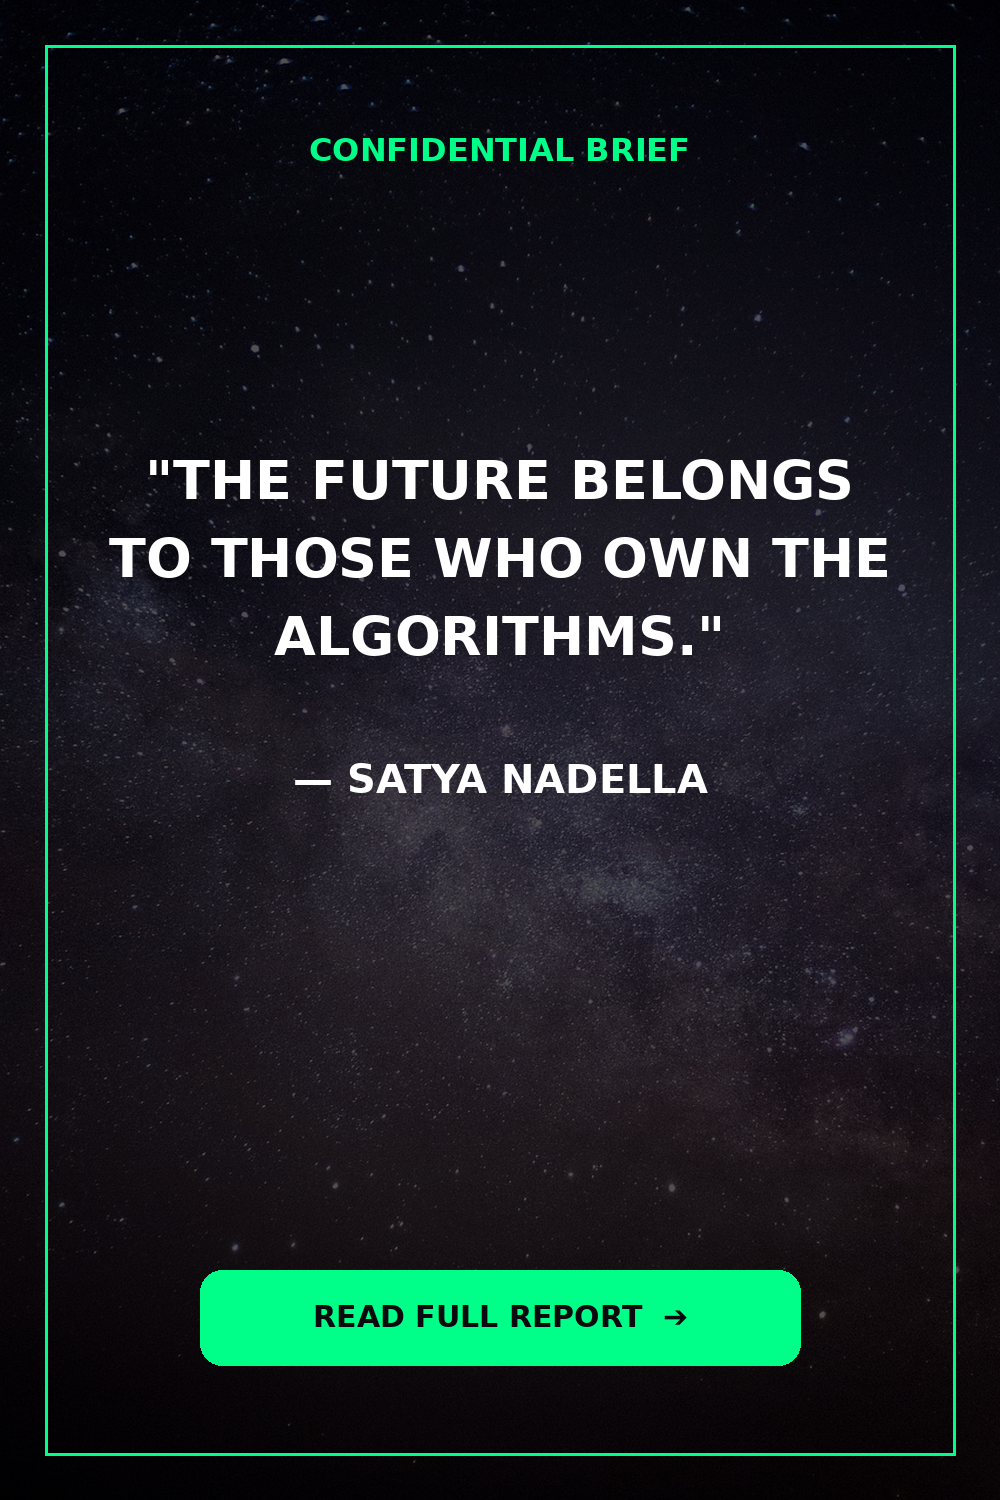 CONFIDENTIAL BRIEF
"THE FUTURE BELONGS
TO THOSE WHO OWN THE
ALGORITHMS."
— SATYA NADELLA
READ FULL REPORT ➔